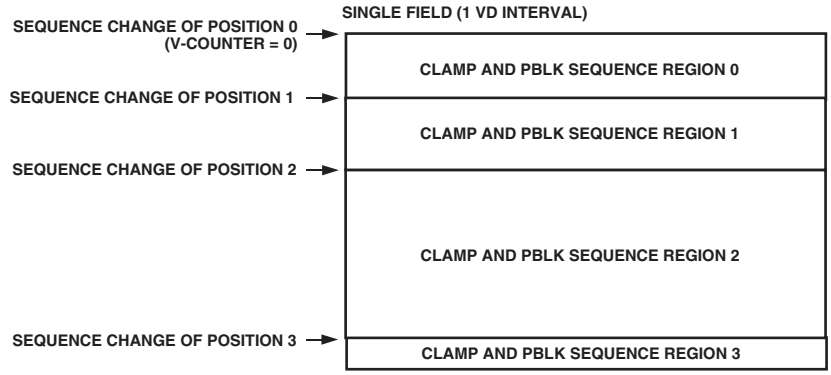 SINGLE FIELD (1 VD INTERVAL)
SEQUENCE CHANGE OF POSITION 0
(V-COUNTER = 0)
CLAMP AND PBLK SEQUENCE REGION 0
SEQUENCE CHANGE OF POSITION 1
CLAMP AND PBLK SEQUENCE REGION 1
SEQUENCE CHANGE OF POSITION 2
CLAMP AND PBLK SEQUENCE REGION 2
SEQUENCE CHANGE OF POSITION 3
CLAMP AND PBLK SEQUENCE REGION 3